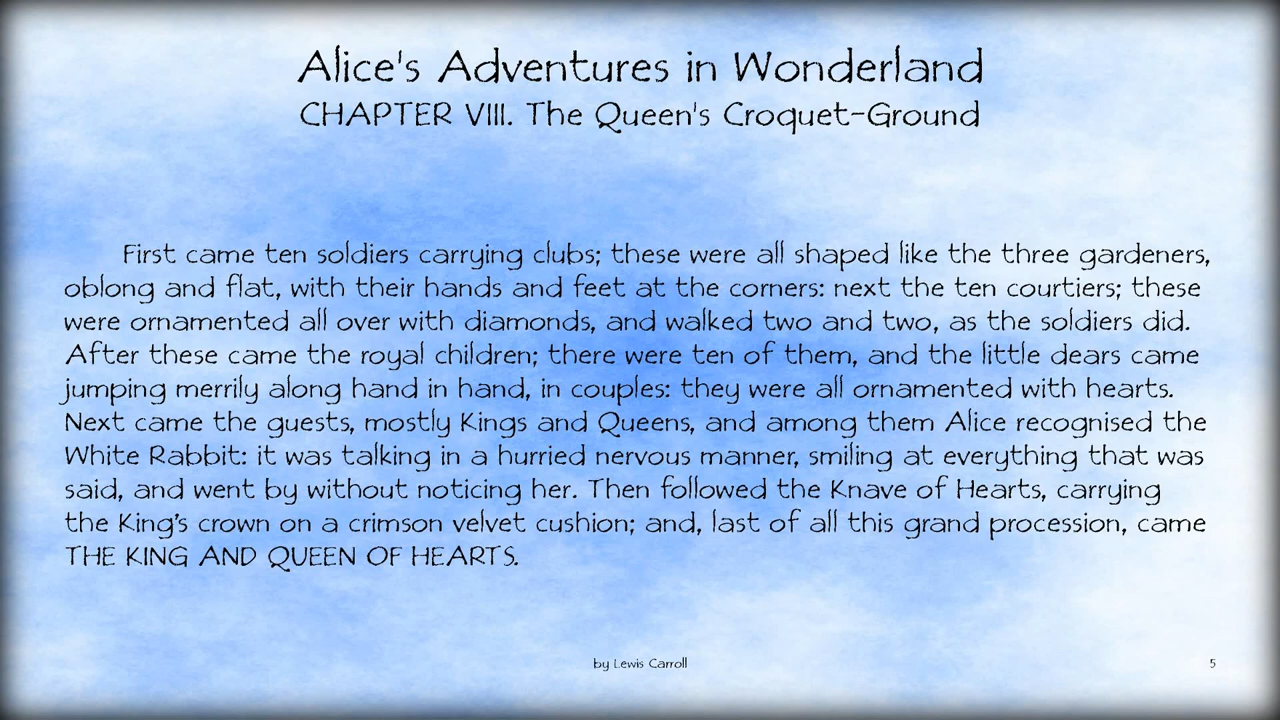 Alice's Adventures in Wonderland
CHAPTER VIII. The Queen's Croquet-Ground
First came ten soldiers carrying clubs; these were all shaped like the three gardeners,
oblong and flat, with their hands and feet at the corners: next the ten courtiers; these
were ornamented all over with diamonds, and walked two and two, as the soldiers did.
After these came the royal children; there were ten of them, and the little dears came
jumping merrily along hand in hand, in couples: they were all ornamented with hearts.
Next came the guests, mostly Kings and Queens, and among them Alice recognised the
White Rabbit: it was talking in a hurried nervous manner, smiling at everything that was
said, and went by without noticing her. Then followed the Knave of Hearts, carrying
the King's crown on a crimson velvet cushion; and, last of all this grand procession, came
THE KING AND QUEEN OF HEARTS.
by Lewis Carroll
5